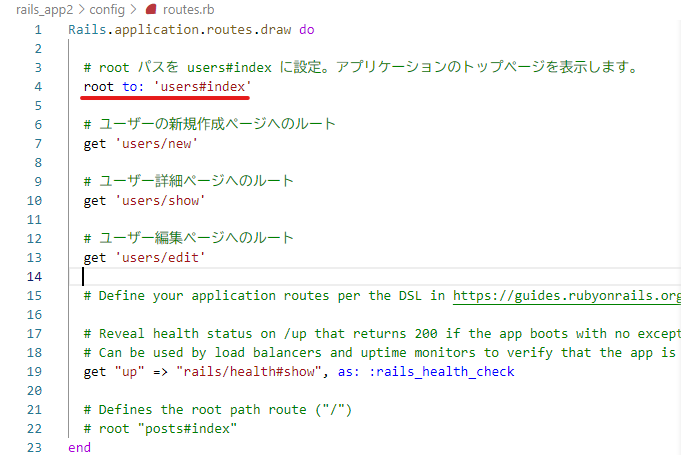 rails_app2 > config > routes.rb
1 Rails.application.routes.draw do
2
3 # root パスを users#index に設定。アプリケーションのトップページを表示します。
4 root to: 'users#index'
5
6 # ユーザーの新規作成ページへのルート
7 get 'users/new'
8
9 # ユーザー詳細ページへのルート
10 get 'users/show'
11
12 # ユーザー編集ページへのルート
13 get 'users/edit'
14
15 # Define your application routes per the DSL in https://guides.rubyonrails.org
16
17 # Reveal health status on /up that returns 200 if the app boots with no except
18 # Can be used by load balancers and uptime monitors to verify that the app is
19 get "up" => "rails/health#show", as: :rails_health_check
20
21 # Defines the root path route ("/")
22 # root "posts#index"
23 end